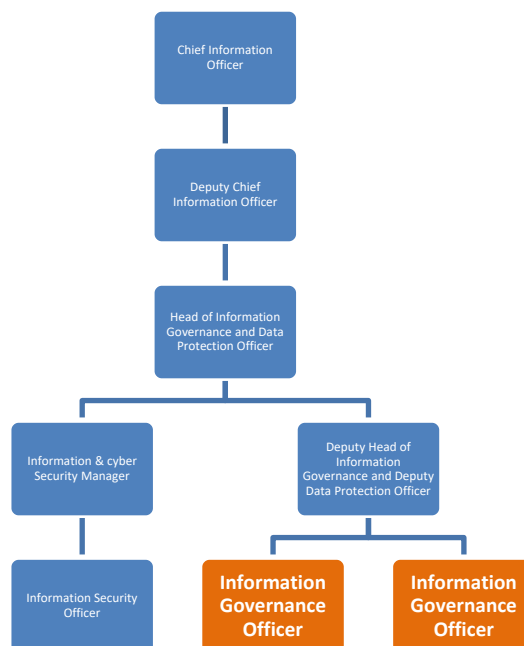 Chief Information
Officer
Deputy Chief
Information Officer
Head of Information
Governance and Data
Protection Officer
Information & cyber
Security Manager
Deputy Head of
Information
Governance and Deputy
Data Protection Officer
Information Security
Officer
Information
Governance
Officer
Information
Governance
Officer